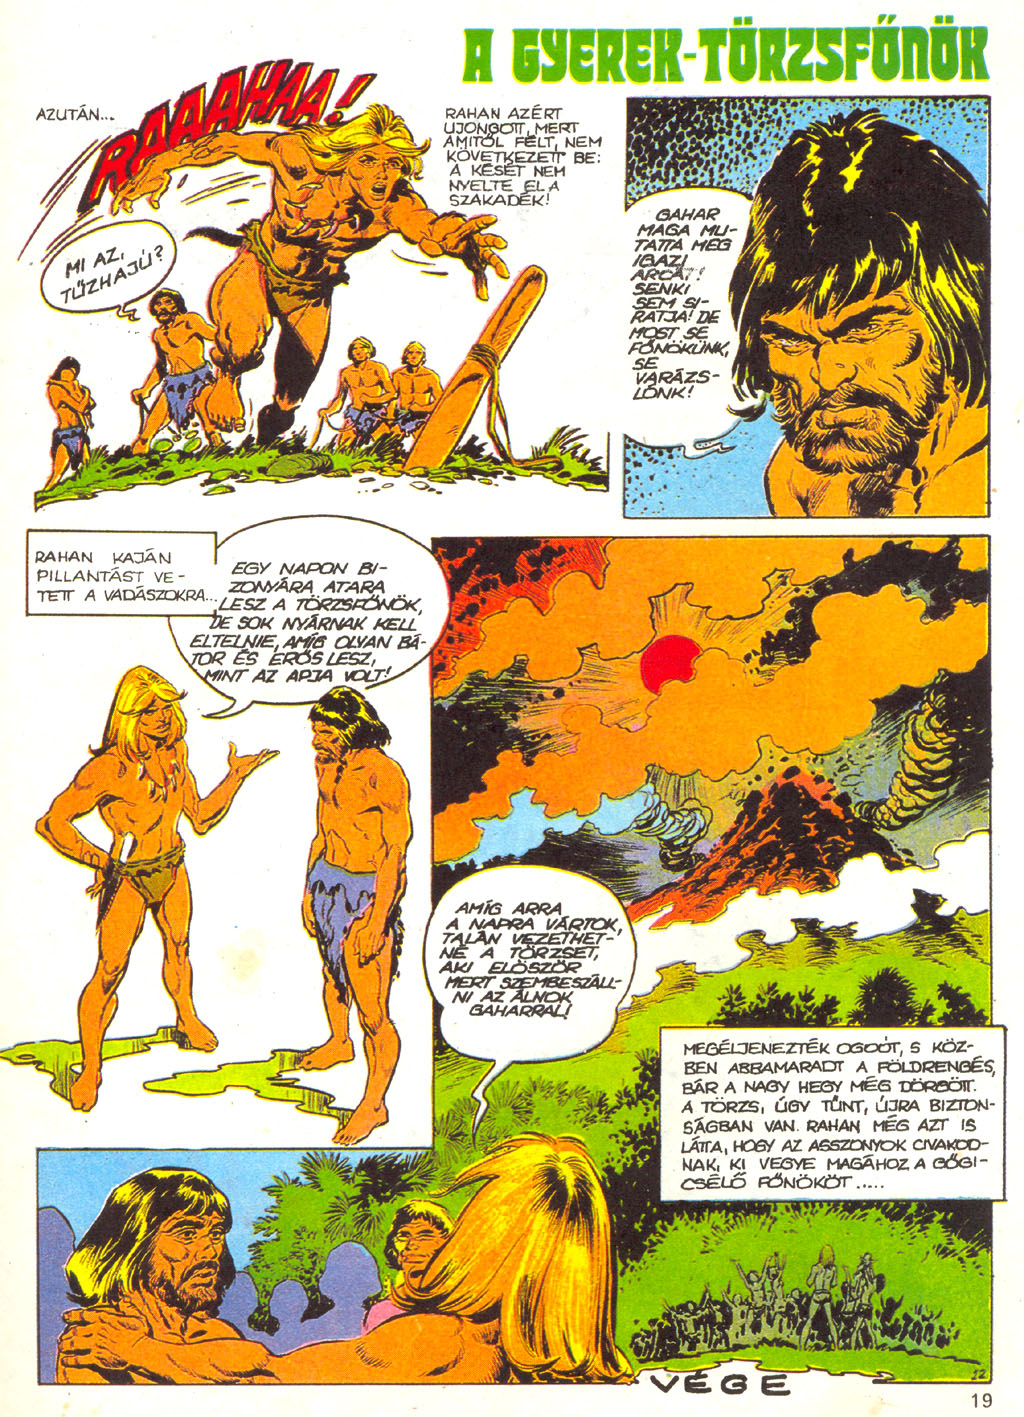 A GYEREK-TÖRZSFŐNÖK
AZUTÁN...
RAAAHAA!
RAHAN AZÉRT
UJONGOTT, MERT
AMITŐL FÉLT, NEM
KÖVETKEZETT BE:
A KÉSÉT NEM
NYELTE EL A
SZAKADÉK!
MI AZ,
TŰZHAJÚ?
GAHAR
MAGA MU-
TATTA MEG
IGAZI
ARCÁT!
SENKI
SEM SI-
RATJA! DE
MOST SE
FŐNÖKÜNK,
SE
VARÁZS-
LÓNK!
RAHAN KAJÁN
PILLANTÁST VE-
TETT A VADÁSZOKRA...
EGY NAPON BI-
ZONYÁRA ATARA
LESZ A TÖRZSFŐNÖK,
DE SOK NYÁRNAK KELL
ELTELNIE, AMÍG OLYAN BÁ-
TOR ÉS ERŐS LESZ,
MINT AZ APJA VOLT!
AMÍG ARRA
A NAPRA VÁRTOK,
TALÁN VEZETHET-
NÉ A TÖRZSET,
AKI ELŐSZÖR
MERT SZEMBESZÁLL-
NI AZ ÁLNOK
GAHARRAL!
MEGÉLJENEZTÉK OGOÓT, S KÖZ-
BEN ABBAMARADT A FÖLDRENGÉS,
BÁR A NAGY HEGY MÉG DÖRGÖTT.
A TÖRZS, ÚGY TŰNT, ÚJRA BIZTON-
SÁGBAN VAN. RAHAN MÉG AZT IS
LÁTTA, HOGY AZ ASSZONYOK CIVAKOD-
NAK, KI VEGYE MAGÁHOZ A GŐGI-
CSÉLŐ FŐNÖKÖT.....
12
VÉGE
19